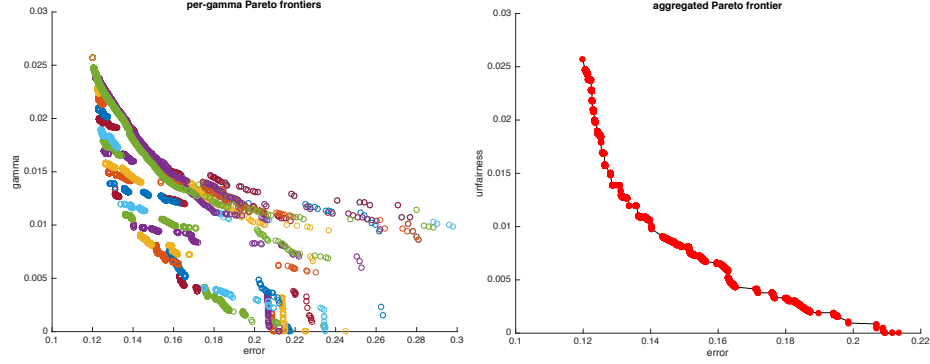 per-gamma Pareto frontiers
0.03
0.025
0.02
0.015
0.01
0.005
0
gamma
0.1 0.12 0.14 0.16 0.18 0.2 0.22 0.24 0.26 0.28 0.3
error
aggregated Pareto frontier
0.03
0.025
0.02
0.015
0.01
0.005
0
unfairness
0.1 0.12 0.14 0.16 0.18 0.2 0.22
error